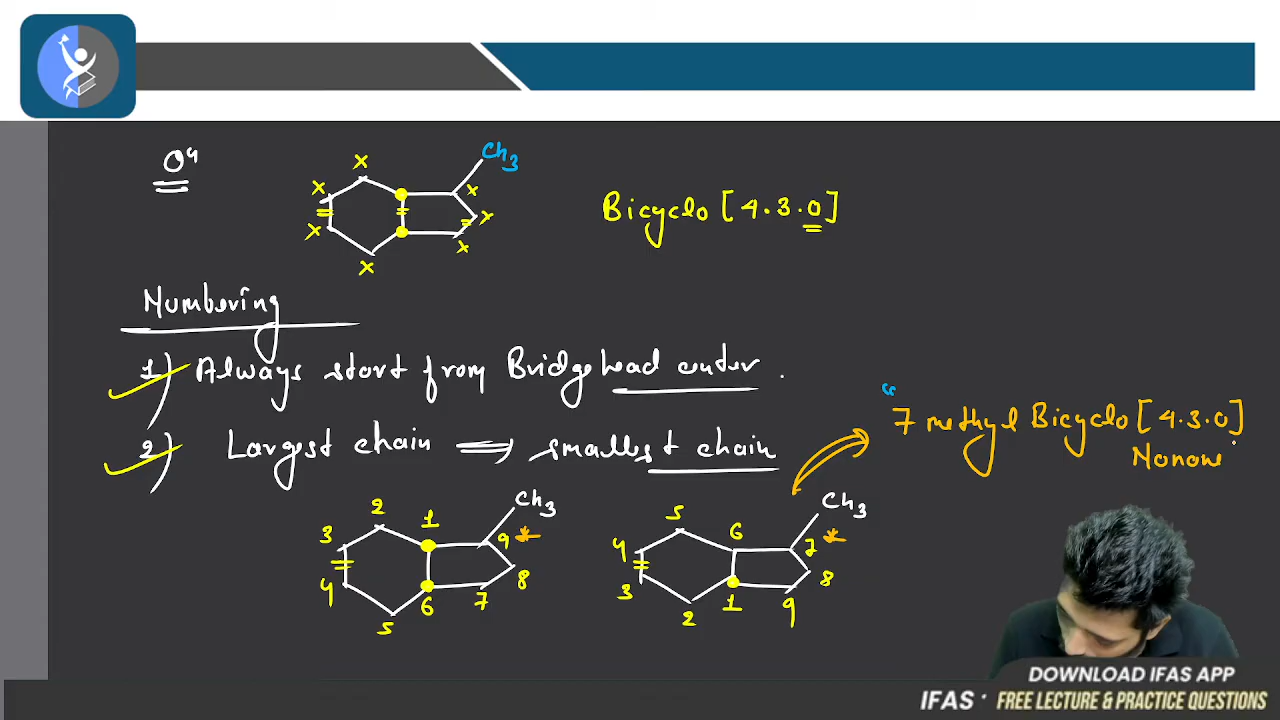 Qᵘ
CH3
x x x x x x x
Bicyclo [4.3.0]
Numbering
1) Always start from Bridgehead center.
2) Largest chain ⇒ smallest chain
“7 methyl Bicyclo [4.3.0]
Nonane
CH3
1 2 3 4 5 6 7 8 9
CH3
1 2 3 4 5 6 7 8 9
DOWNLOAD IFAS APP
IFAS · FREE LECTURE & PRACTICE QUESTIONS